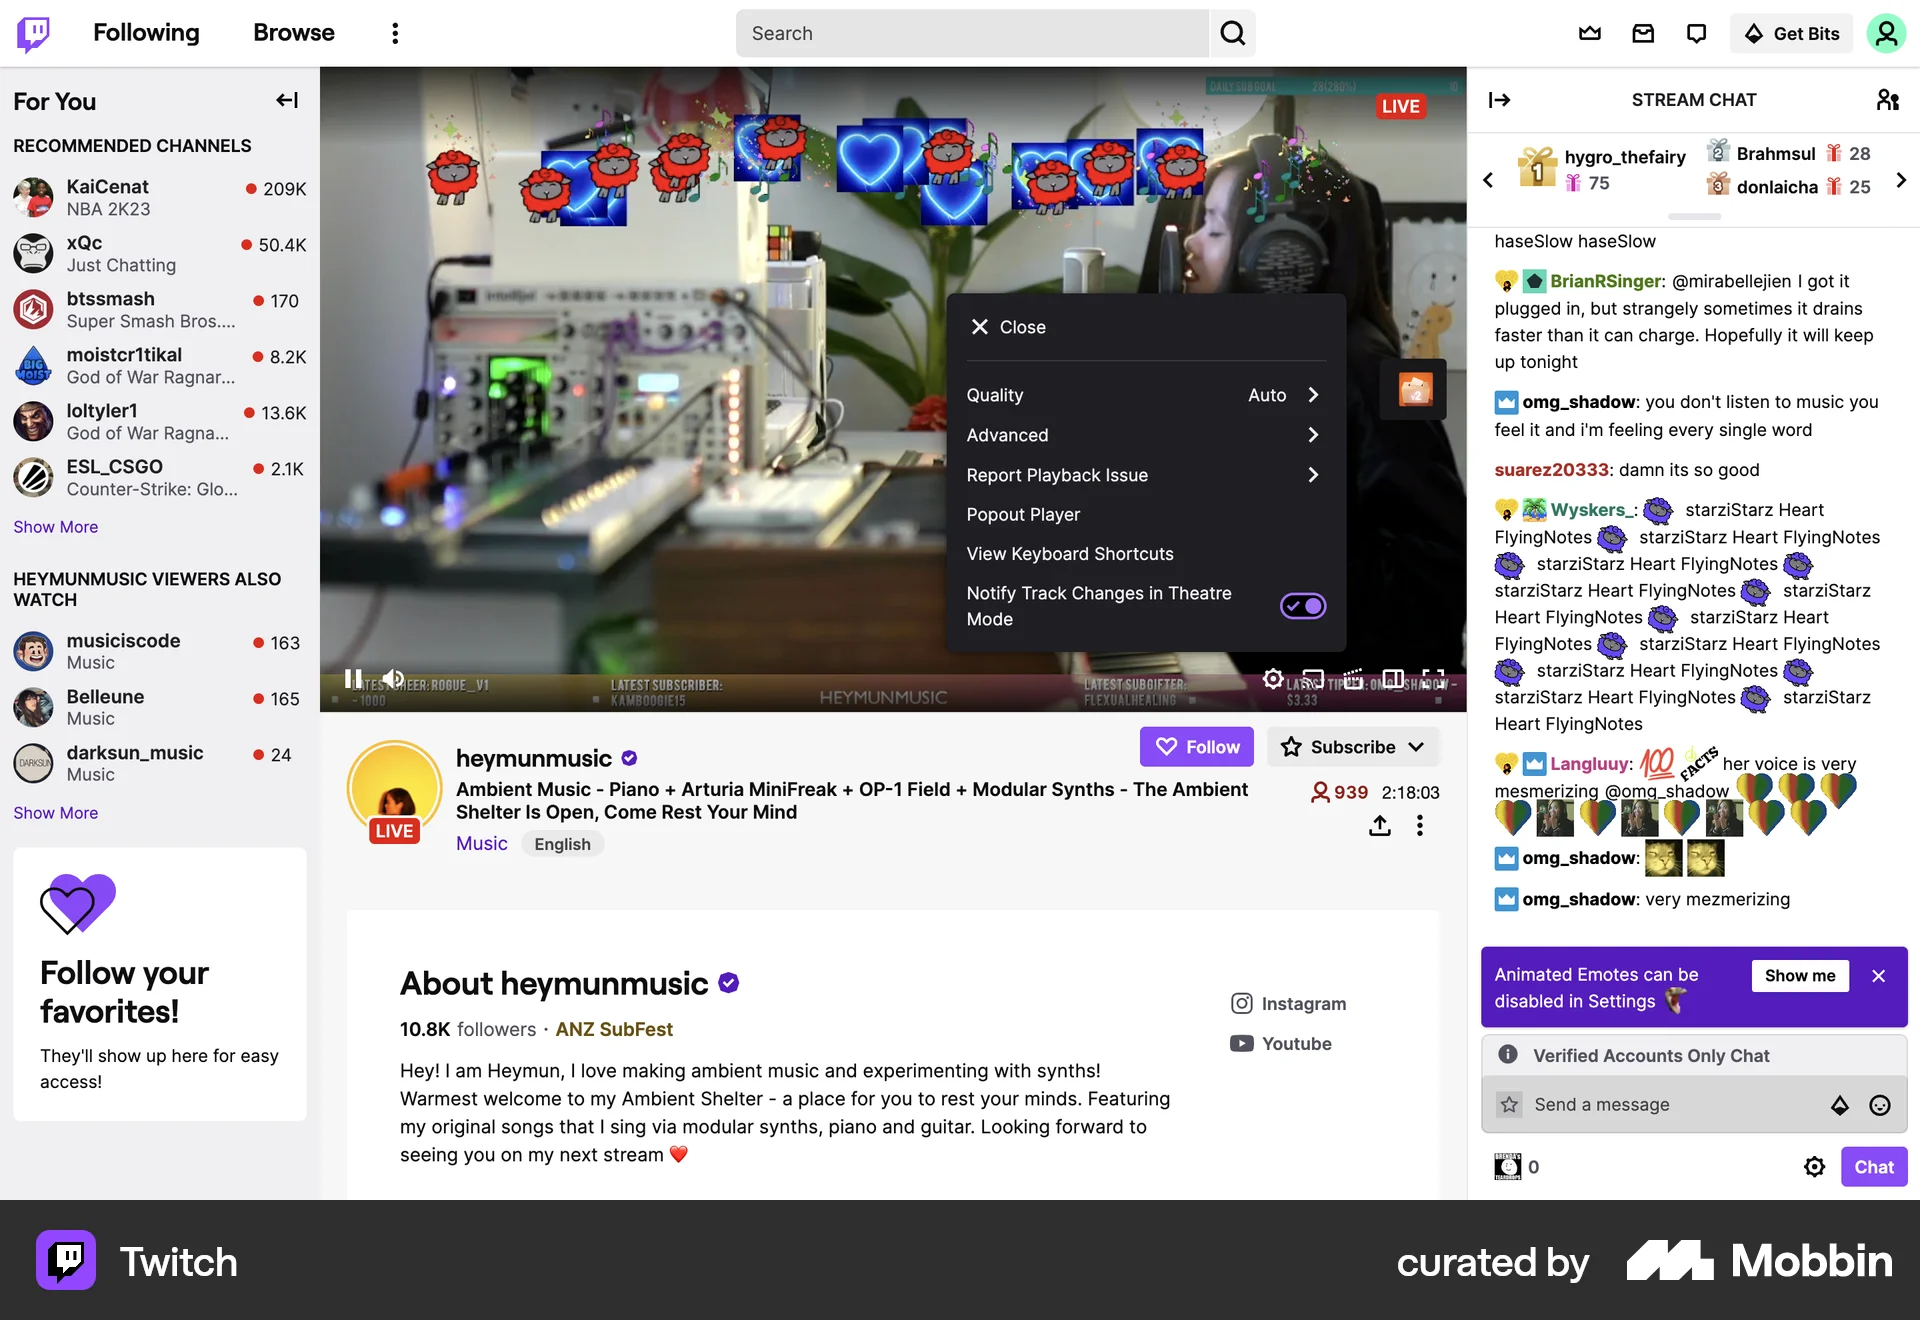 Following
Browse
Search
Get Bits
For You
RECOMMENDED CHANNELS
KaiCenat
209K
NBA 2K23
xQc
50.4K
Just Chatting
btssmash
170
Super Smash Bros....
moistcr1tikal
8.2K
God of War Ragnar...
loltyler1
13.6K
God of War Ragna...
ESL_CSGO
2.1K
Counter-Strike: Glo...
Show More
HEYMUNMUSIC VIEWERS ALSO
WATCH
musiciscode
163
Music
Belleune
165
Music
darksun_music
24
Music
Show More
Follow your
favorites!
They'll show up here for easy
access!
DAILY SUB GOAL
28(280%)
LIVE
Close
Quality
Auto
Advanced
Report Playback Issue
Popout Player
View Keyboard Shortcuts
Notify Track Changes in Theatre
Mode
x2
ROGUE_V1
- 1000
LATEST SUBSCRIBER:
KAMBOOGIE15
HEYMUNMUSIC
LATEST SUBGIFTER:
FLEXUALHEALING
$3.33
LIVE
heymunmusic
Follow
Subscribe
Ambient Music - Piano + Arturia MiniFreak + OP-1 Field + Modular Synths - The Ambient
Shelter Is Open, Come Rest Your Mind
939
2:18:03
Music
English
About heymunmusic
10.8K followers · ANZ SubFest
Hey! I am Heymun, I love making ambient music and experimenting with synths!
Warmest welcome to my Ambient Shelter - a place for you to rest your minds. Featuring
my original songs that I sing via modular synths, piano and guitar. Looking forward to
seeing you on my next stream ❤️
Instagram
Youtube
STREAM CHAT
1
hygro_thefairy
75
2
Brahmsul
28
3
donlaicha
25
haseSlow haseSlow
BrianRSinger: @mirabellejien I got it
plugged in, but strangely sometimes it drains
faster than it can charge. Hopefully it will keep
up tonight
omg_shadow: you don't listen to music you
feel it and i'm feeling every single word
suarez20333: damn its so good
Wyskers_: starziStarz Heart
FlyingNotes starziStarz Heart FlyingNotes
starziStarz Heart FlyingNotes
starziStarz Heart FlyingNotes starziStarz
Heart FlyingNotes starziStarz Heart
FlyingNotes starziStarz Heart FlyingNotes
starziStarz Heart FlyingNotes
starziStarz Heart FlyingNotes starziStarz
Heart FlyingNotes
Langluuy: 100 FACTS her voice is very
mesmerizing @omg_shadow
omg_shadow:
omg_shadow: very mezmerizing
Animated Emotes can be
disabled in Settings
Show me
Verified Accounts Only Chat
Send a message
0
Chat
Twitch
curated by
Mobbin